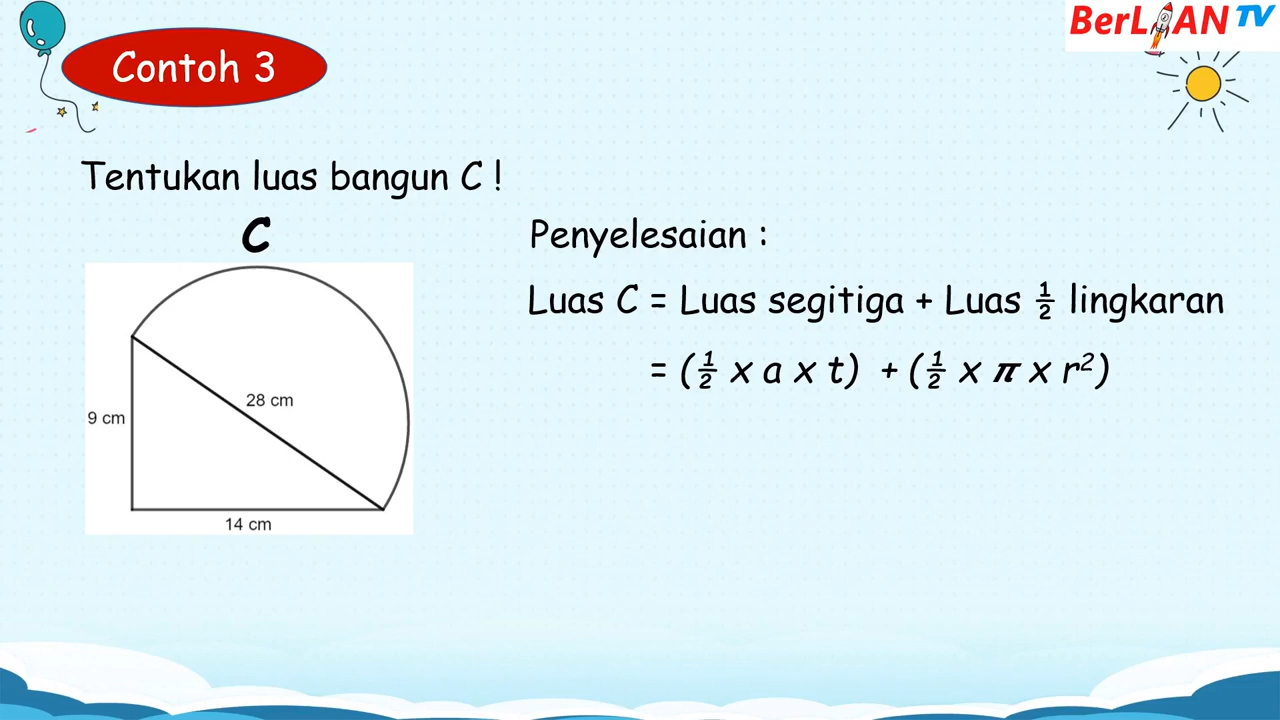 BerLIAN TV
Contoh 3
Tentukan luas bangun C !
C
9 cm
28 cm
14 cm
Penyelesaian :
Luas C = Luas segitiga + Luas ½ lingkaran
= (½ x a x t) + (½ x π x r²)